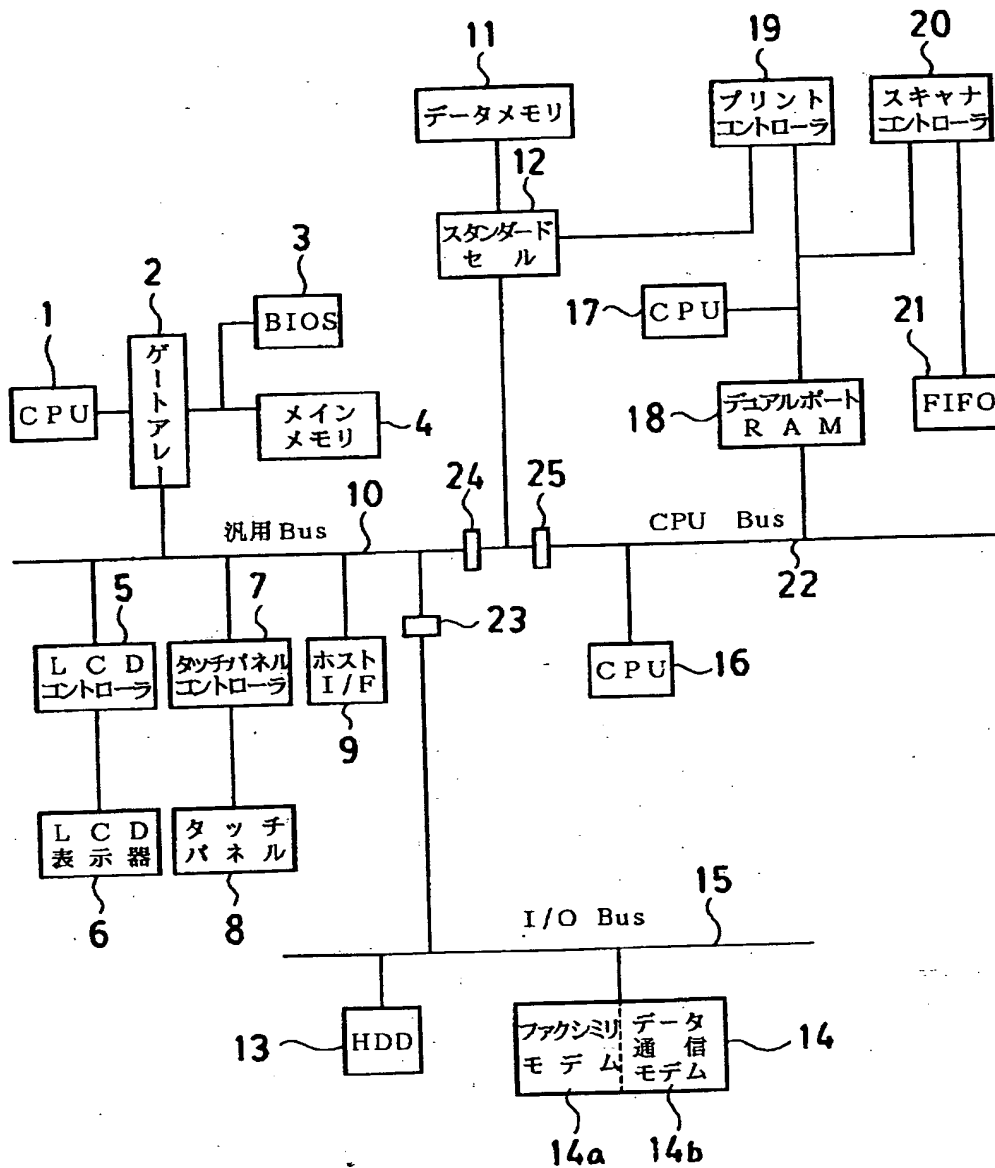 11
データメモリ
19
プリント
コントローラ
20
スキャナ
コントローラ
12
スタンダード
セル
3
BIOS
2
ゲートアレー
1
CPU
メイン
メモリ
4
17
CPU
21
FIFO
18
デュアルポート
RAM
24
25
10
汎用Bus
CPU Bus
22
5
LCD
コントローラ
7
タッチパネル
コントローラ
ホスト
I/F
9
23
CPU
16
LCD
表示器
6
タッチ
パネル
8
I/O Bus
15
13
HDD
ファクシミリ
モデム
データ
通信
モデム
14
14a
14b